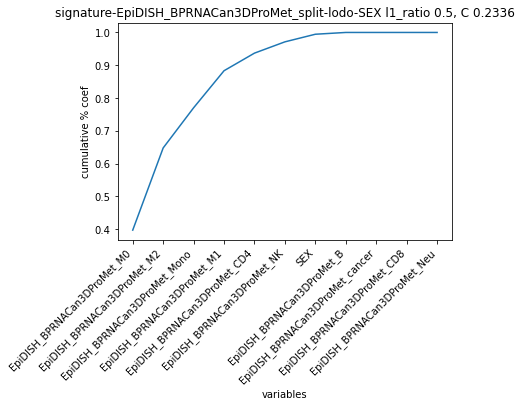 signature-EpiDISH_BPRNACan3DProMet_split-lodo-SEX l1_ratio 0.5, C 0.2336
1.0
0.9
0.8
0.7
0.6
0.5
0.4
cumulative % coef
EpiDISH_BPRNACan3DProMet_M0
EpiDISH_BPRNACan3DProMet_M2
EpiDISH_BPRNACan3DProMet_Mono
EpiDISH_BPRNACan3DProMet_M1
EpiDISH_BPRNACan3DProMet_CD4
EpiDISH_BPRNACan3DProMet_NK
SEX
EpiDISH_BPRNACan3DProMet_B
EpiDISH_BPRNACan3DProMet_cancer
EpiDISH_BPRNACan3DProMet_CD8
EpiDISH_BPRNACan3DProMet_Neu
variables